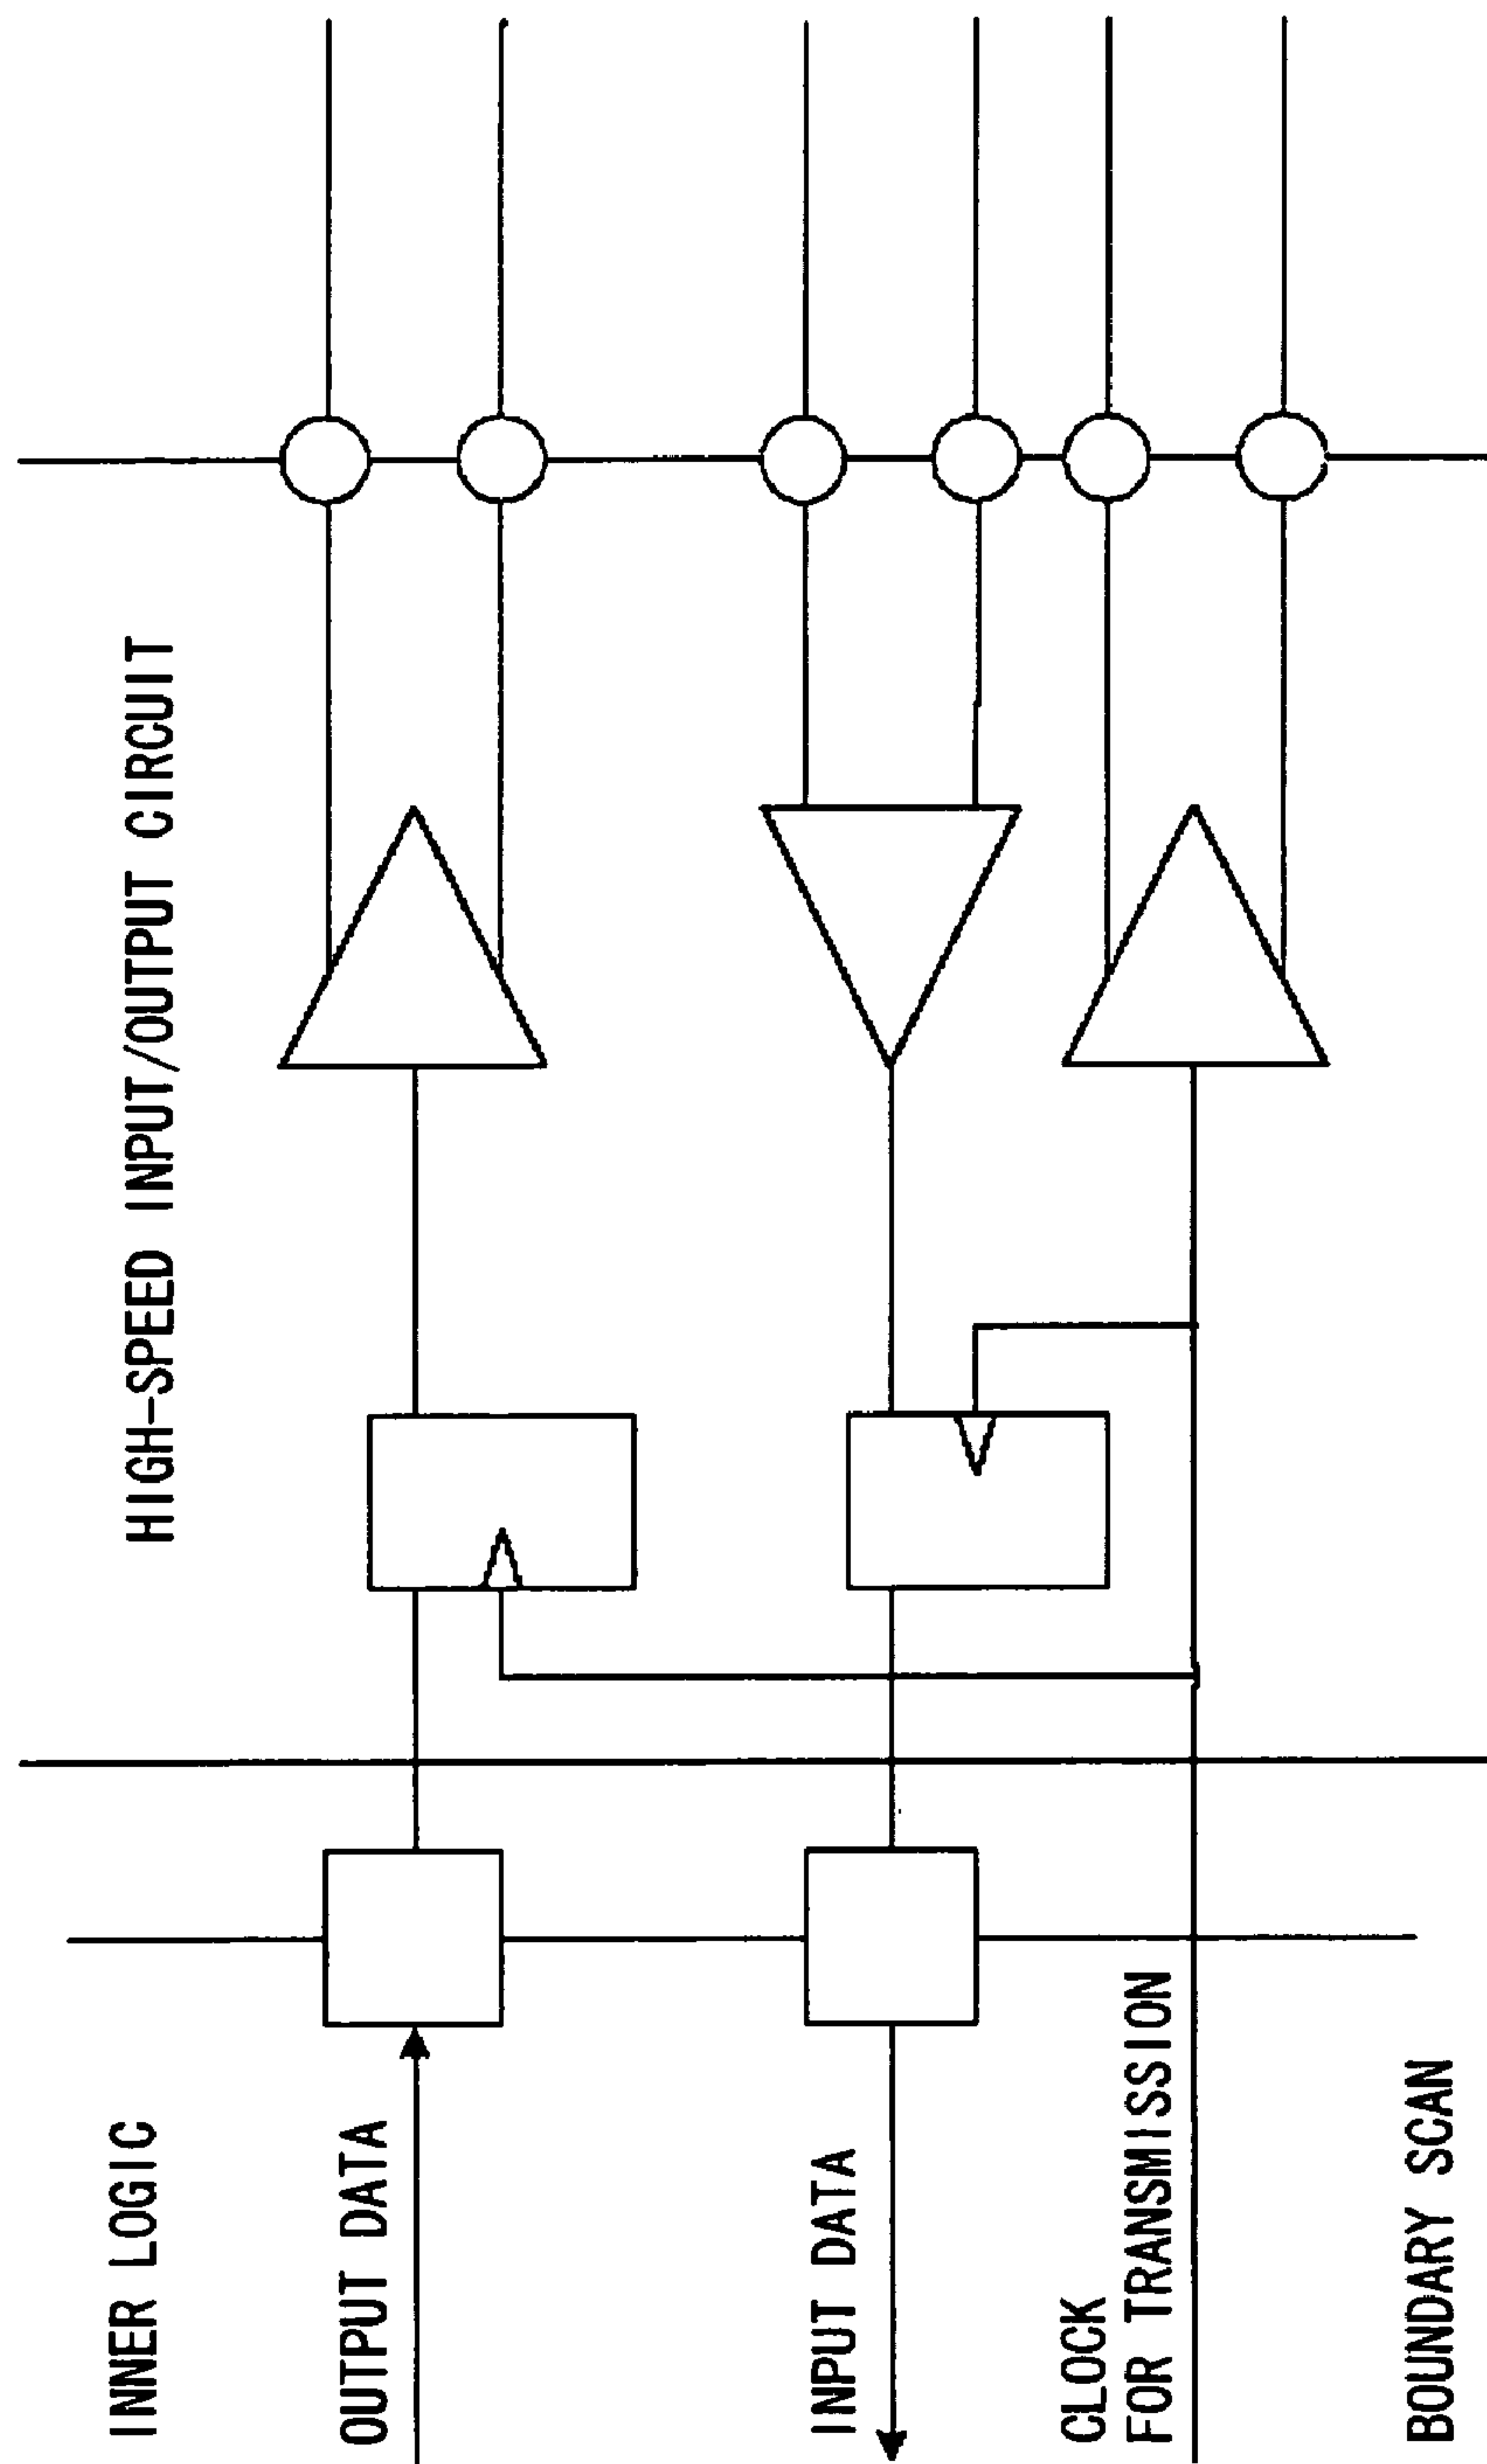 INNER LOGIC
HIGH-SPEED INPUT/OUTPUT CIRCUIT
OUTPUT DATA
INPUT DATA
CLOCK
FOR TRANSMISSION
BOUNDARY SCAN